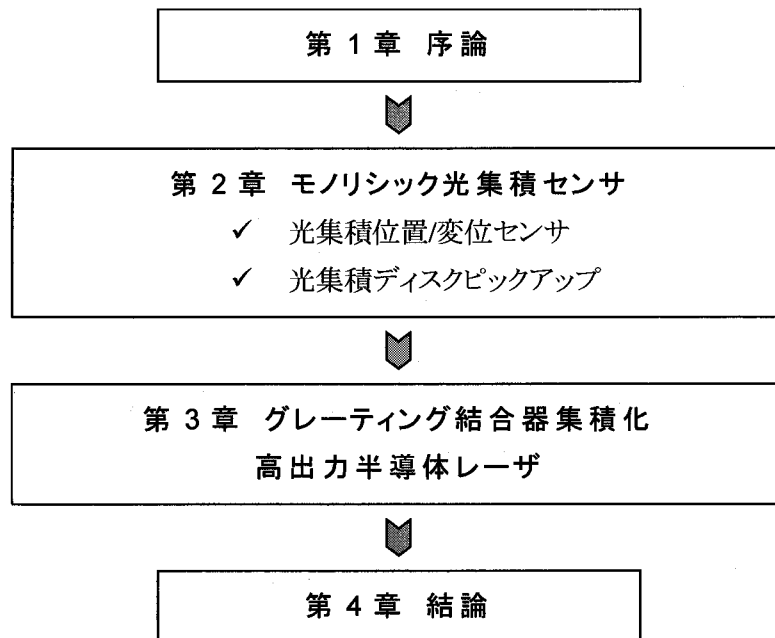 第 1 章 序論
第 2 章 モノリシック光集積センサ
✓ 光集積位置/変位センサ
✓ 光集積ディスクピックアップ
第 3 章 グレーティング結合器集積化
高出力半導体レーザ
第 4 章 結論